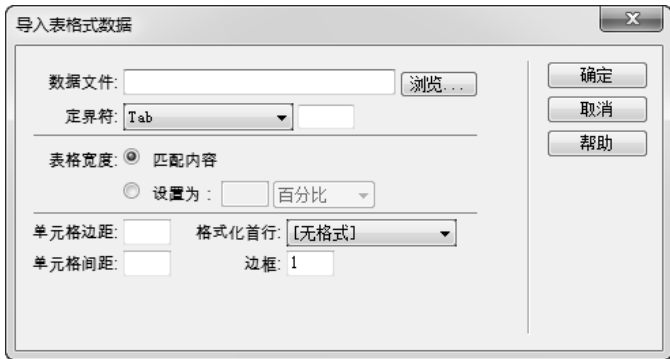 导入表格式数据
数据文件: 浏览... 确定
定界符: Tab 取消
帮助
表格宽度: 匹配内容
设置为: 百分比
单元格边距: 格式化首行: [无格式]
单元格间距: 边框: 1